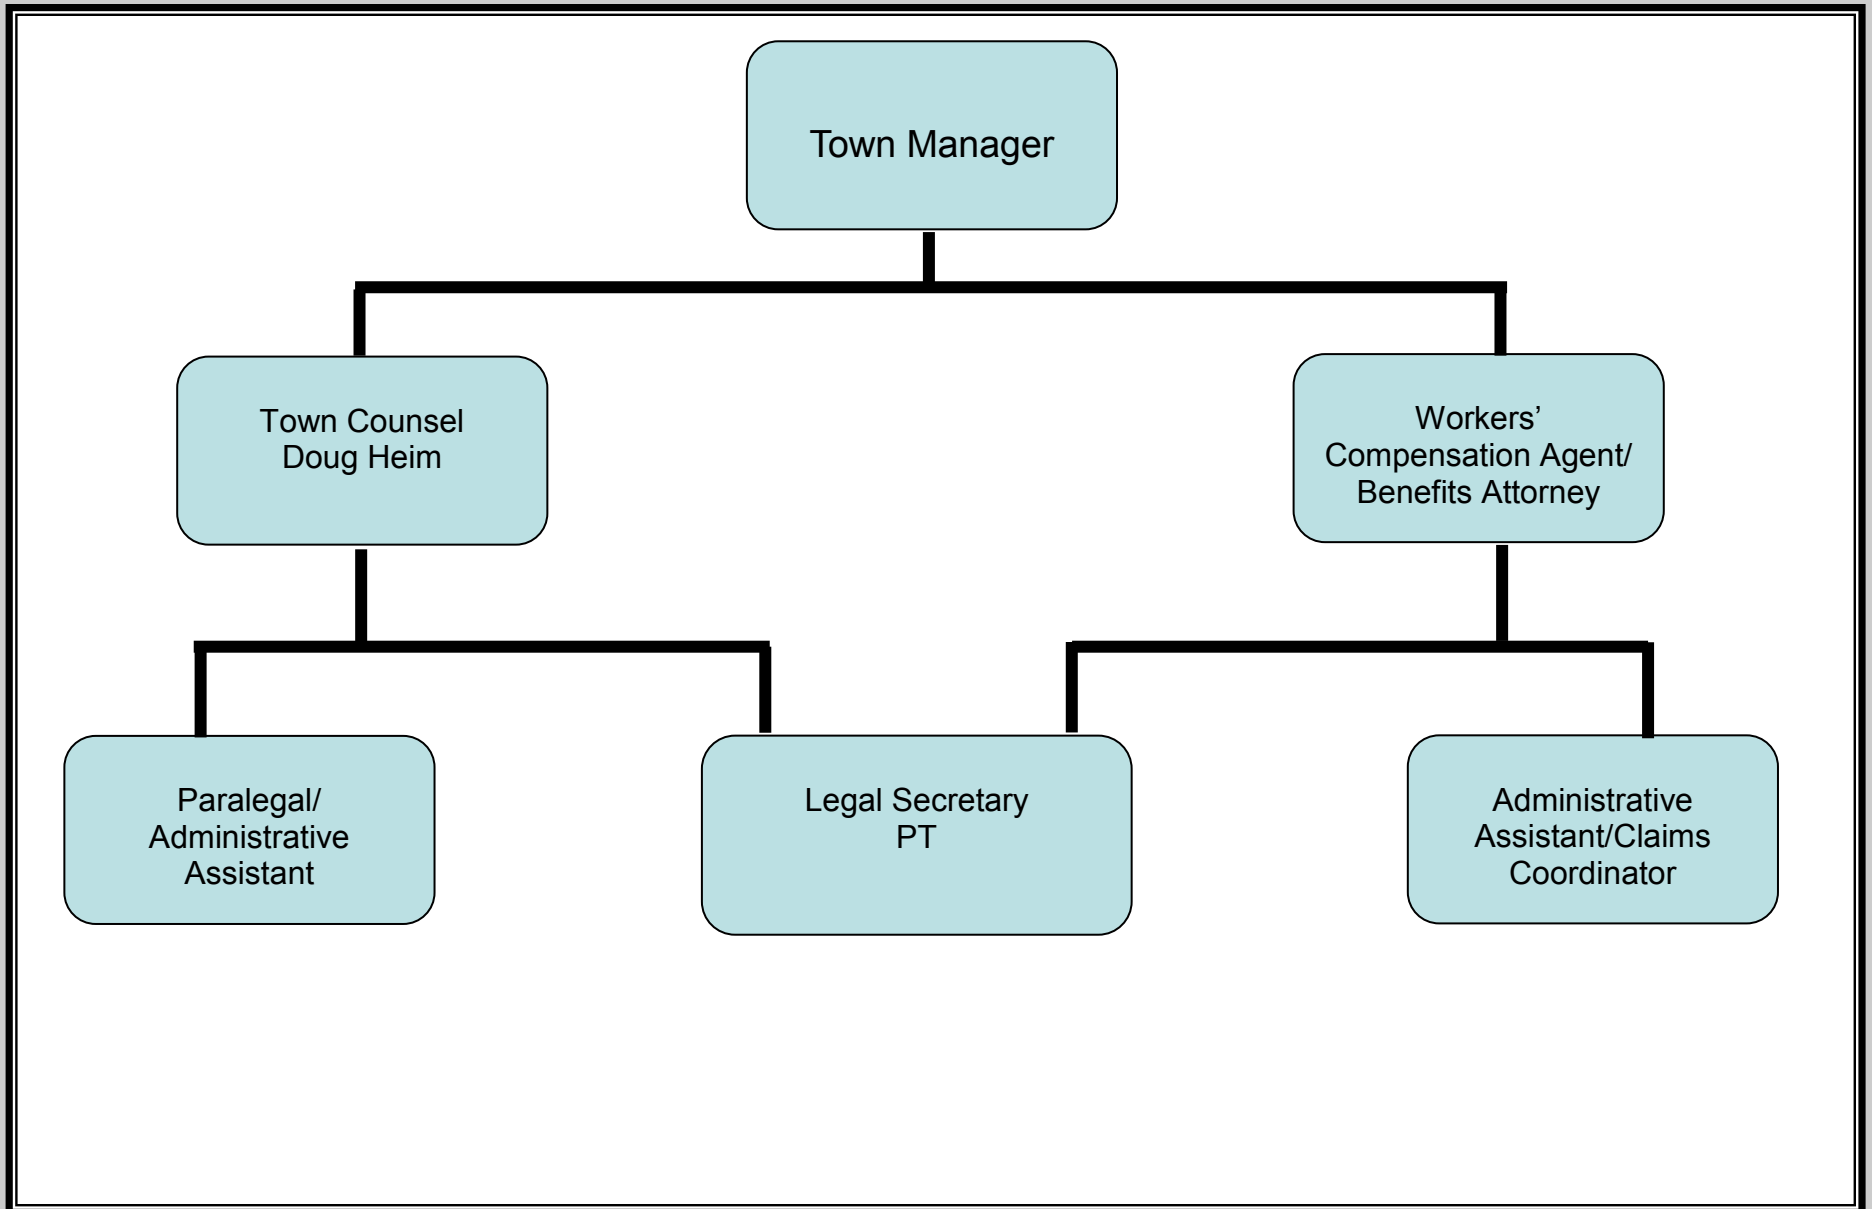 Town Manager
Town Counsel
Doug Heim
Workers’
Compensation Agent/
Benefits Attorney
Paralegal/
Administrative
Assistant
Legal Secretary
PT
Administrative
Assistant/Claims
Coordinator